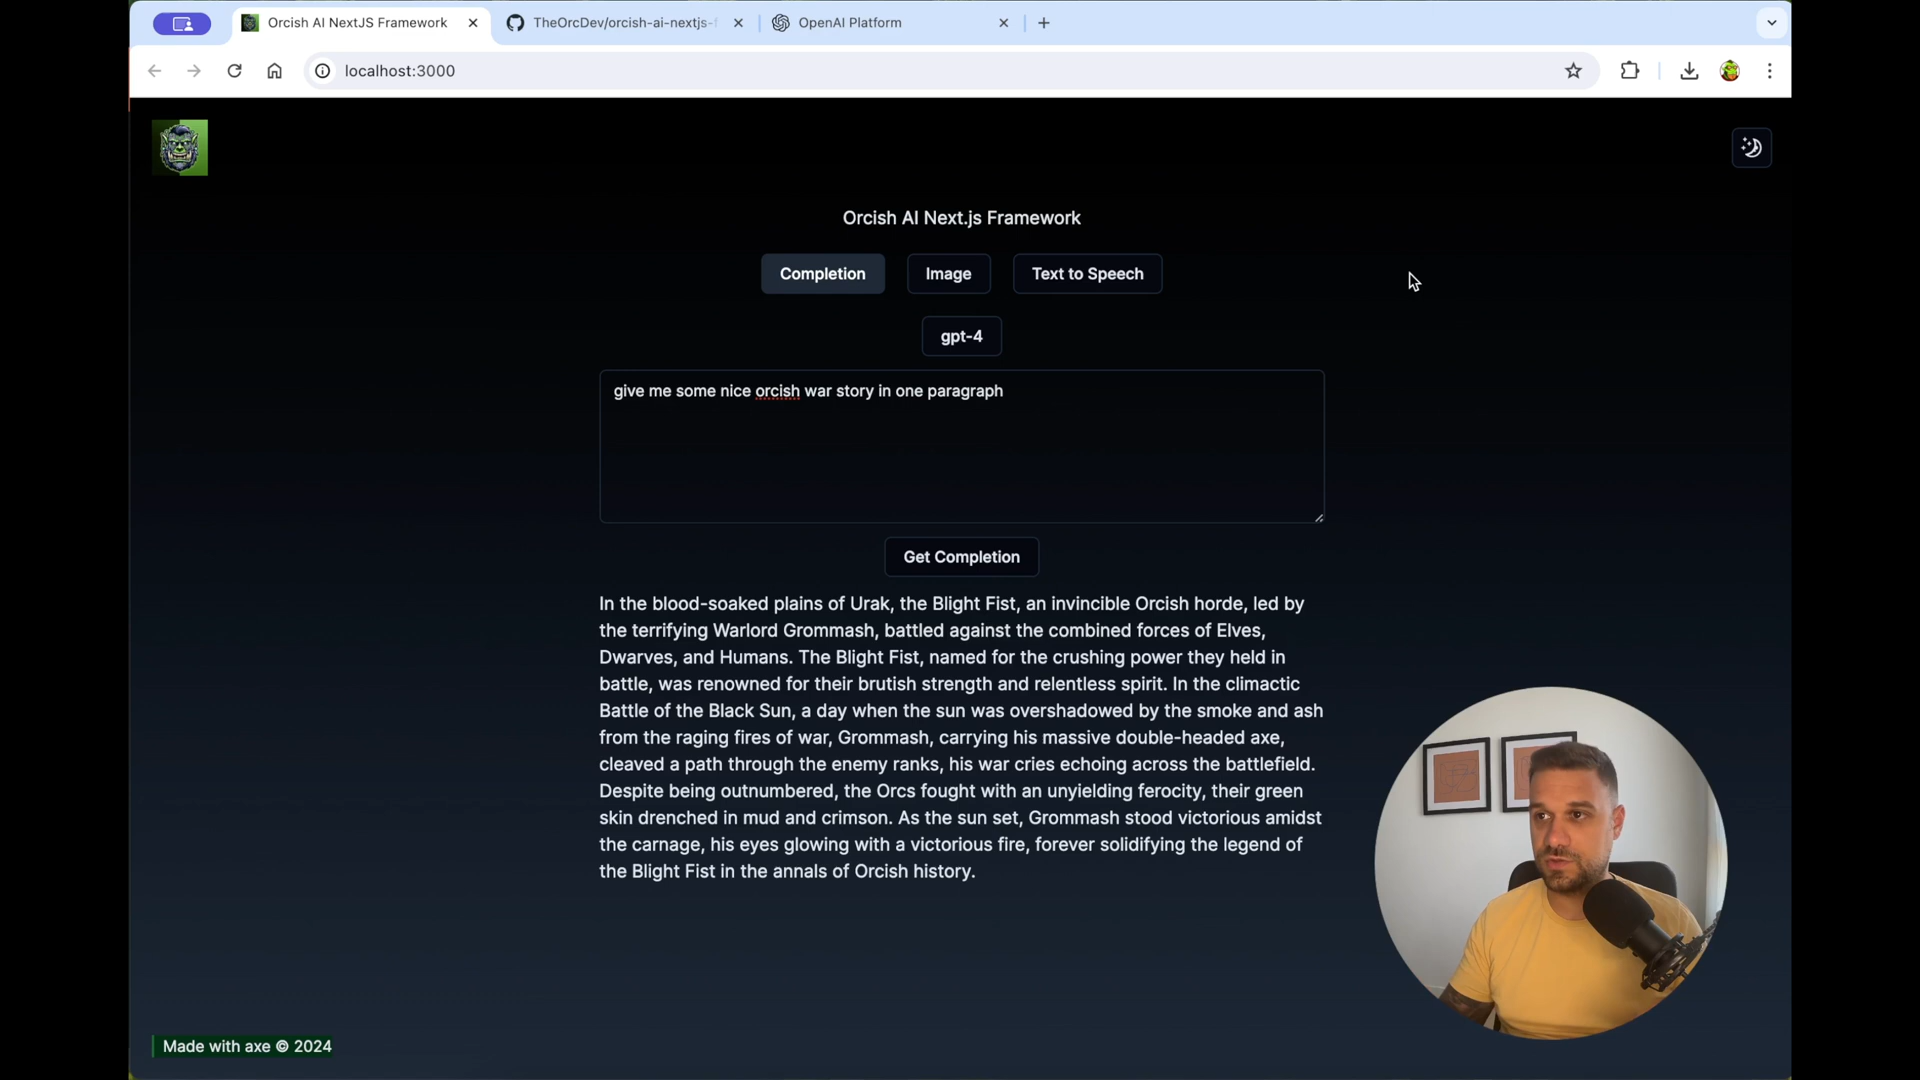 Orcish AI NextJS Framework
TheOrcDev/orcish-ai-nextjs-f
OpenAI Platform
localhost:3000
Orcish AI Next.js Framework
Completion
Image
Text to Speech
gpt-4
give me some nice orcish war story in one paragraph
Get Completion
In the blood-soaked plains of Urak, the Blight Fist, an invincible Orcish horde, led by
the terrifying Warlord Grommash, battled against the combined forces of Elves,
Dwarves, and Humans. The Blight Fist, named for the crushing power they held in
battle, was renowned for their brutish strength and relentless spirit. In the climactic
Battle of the Black Sun, a day when the sun was overshadowed by the smoke and ash
from the raging fires of war, Grommash, carrying his massive double-headed axe,
cleaved a path through the enemy ranks, his war cries echoing across the battlefield.
Despite being outnumbered, the Orcs fought with an unyielding ferocity, their green
skin drenched in mud and crimson. As the sun set, Grommash stood victorious amidst
the carnage, his eyes glowing with a victorious fire, forever solidifying the legend of
the Blight Fist in the annals of Orcish history.
Made with axe © 2024